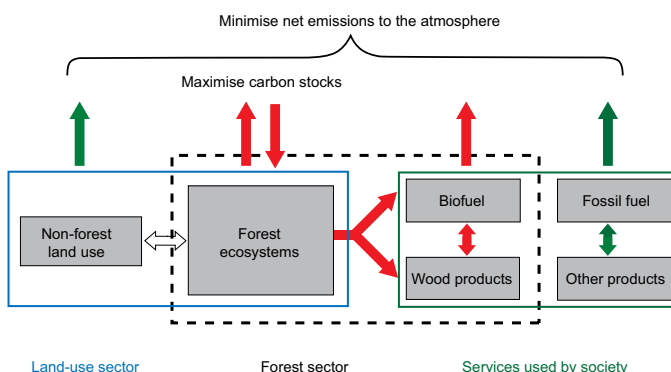 Minimise net emissions to the atmosphere
Maximise carbon stocks
Non-forest
land use
Forest
ecosystems
Biofuel
Fossil fuel
Wood products
Other products
Land-use sector
Forest sector
Services used by society